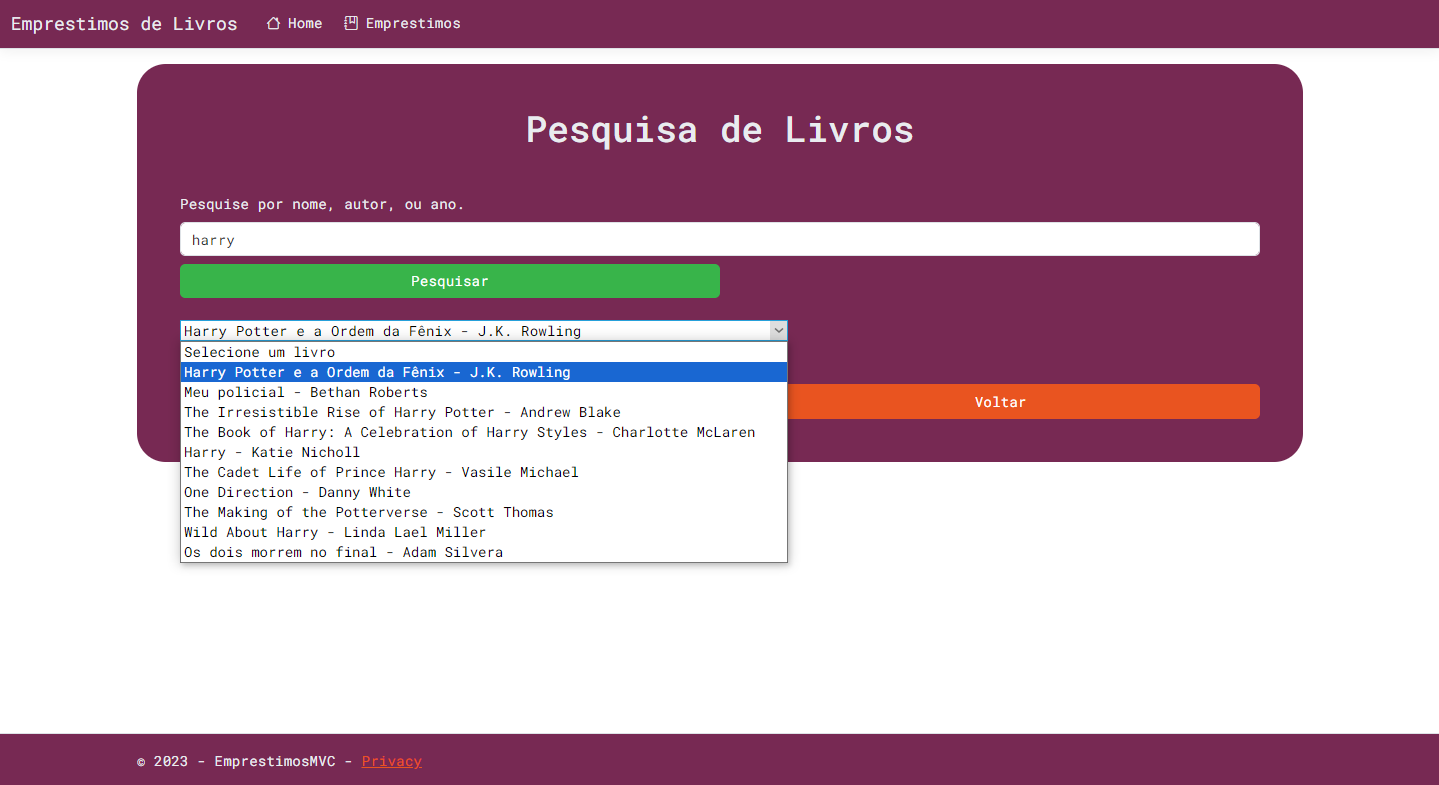 Emprestimos de Livros Home Emprestimos
Pesquisa de Livros
Pesquise por nome, autor, ou ano.
harry
Pesquisar
Harry Potter e a Ordem da Fênix - J.K. Rowling
Selecione um livro
Harry Potter e a Ordem da Fênix - J.K. Rowling
Meu policial - Bethan Roberts
Voltar
The Irresistible Rise of Harry Potter - Andrew Blake
The Book of Harry: A Celebration of Harry Styles - Charlotte McLaren
Harry - Katie Nicholl
The Cadet Life of Prince Harry - Vasile Michael
One Direction - Danny White
The Making of the Potterverse - Scott Thomas
Wild About Harry - Linda Lael Miller
Os dois morrem no final - Adam Silvera
© 2023 - EmprestimosMVC - Privacy